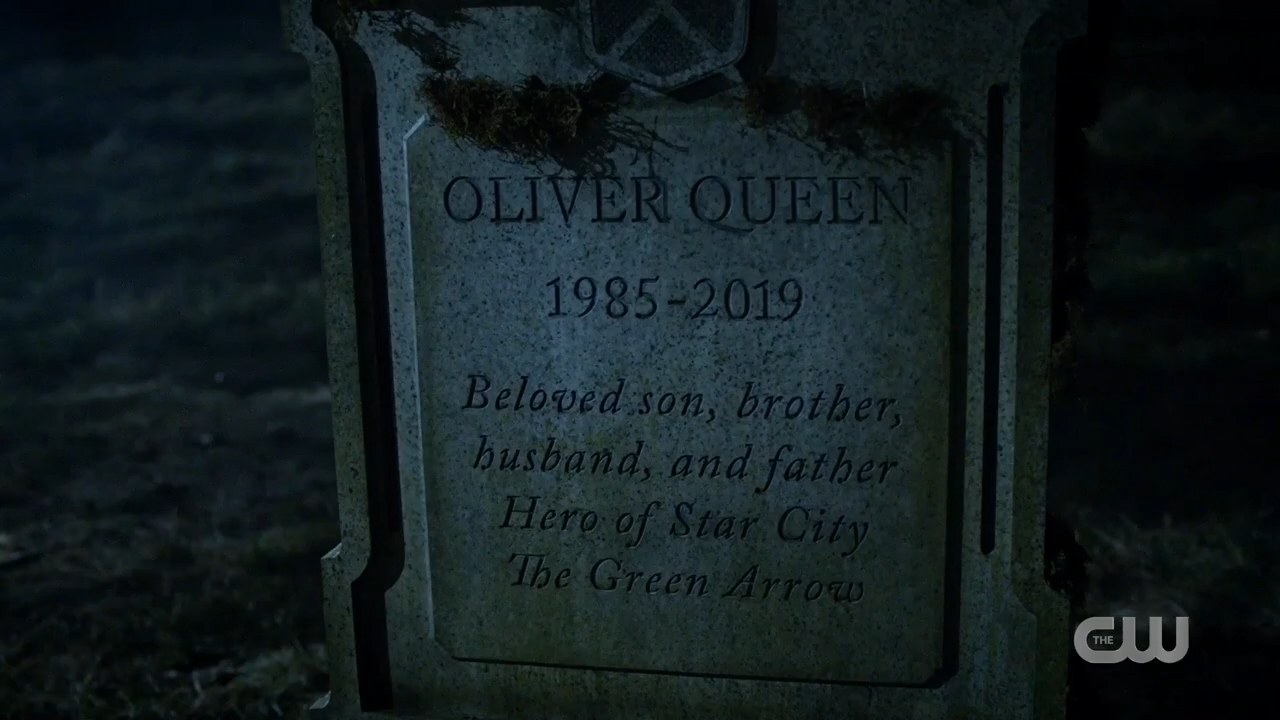 OLIVER QUEEN
1985-2019
Beloved son, brother,
husband, and father
Hero of Star City
The Green Arrow
THE CW